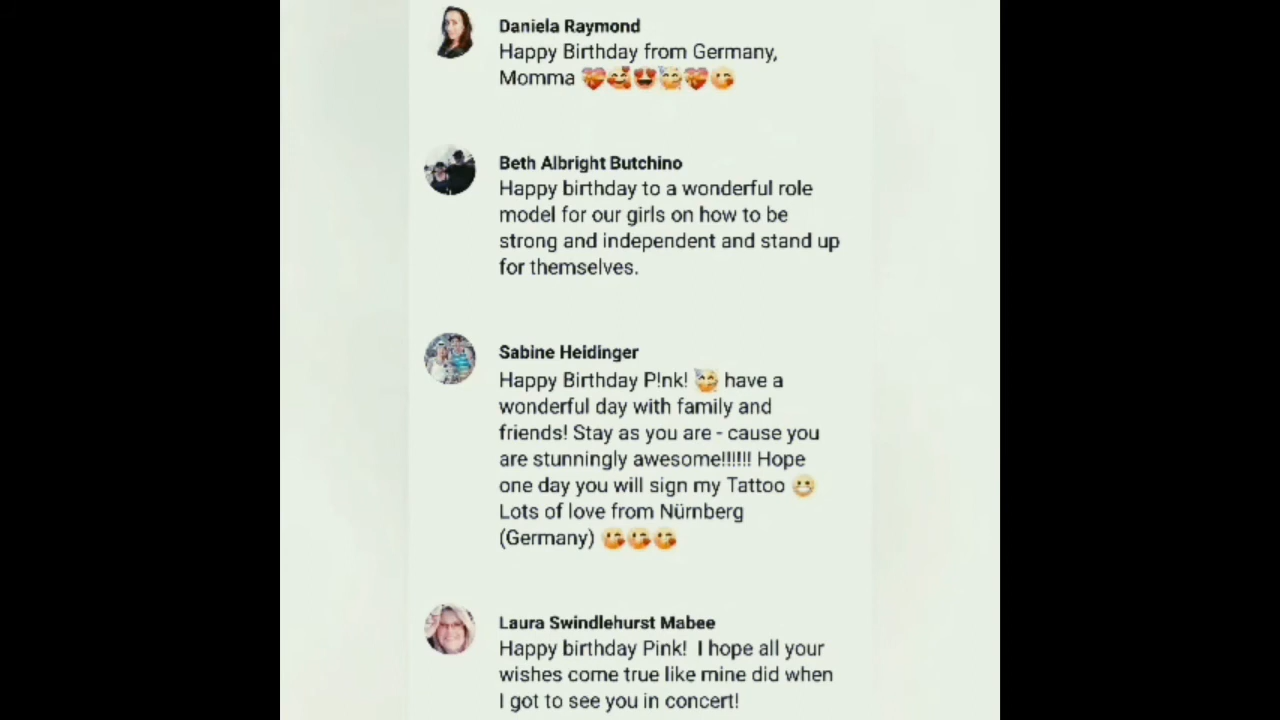 Daniela Raymond
Happy Birthday from Germany,
Momma 💝🥰😍🥳💝😘
Beth Albright Butchino
Happy birthday to a wonderful role
model for our girls on how to be
strong and independent and stand up
for themselves.
Sabine Heidinger
Happy Birthday P!nk! 🥳 have a
wonderful day with family and
friends! Stay as you are - cause you
are stunningly awesome!!!!!! Hope
one day you will sign my Tattoo 😁
Lots of love from Nürnberg
(Germany) 😘😘😘
Laura Swindlehurst Mabee
Happy birthday Pink!  I hope all your
wishes come true like mine did when
I got to see you in concert!